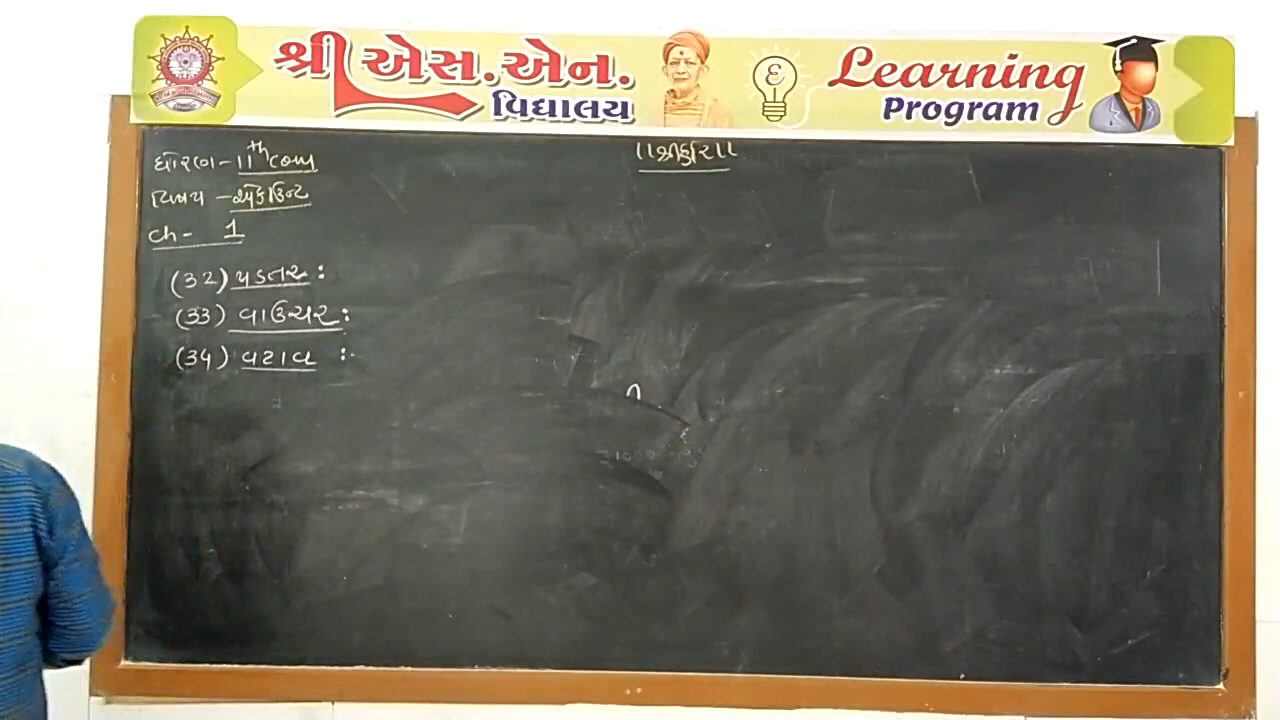 શ્રી એસ.એન.
વિદ્યાલય
Learning
Program
॥શ્રીહરિ॥
ધોરણ - 11th com
વિષય - એકાઉન્ટ
ch - 1
(32) પડતર :
(33) વાઉચર :
(34) વટાવ :-